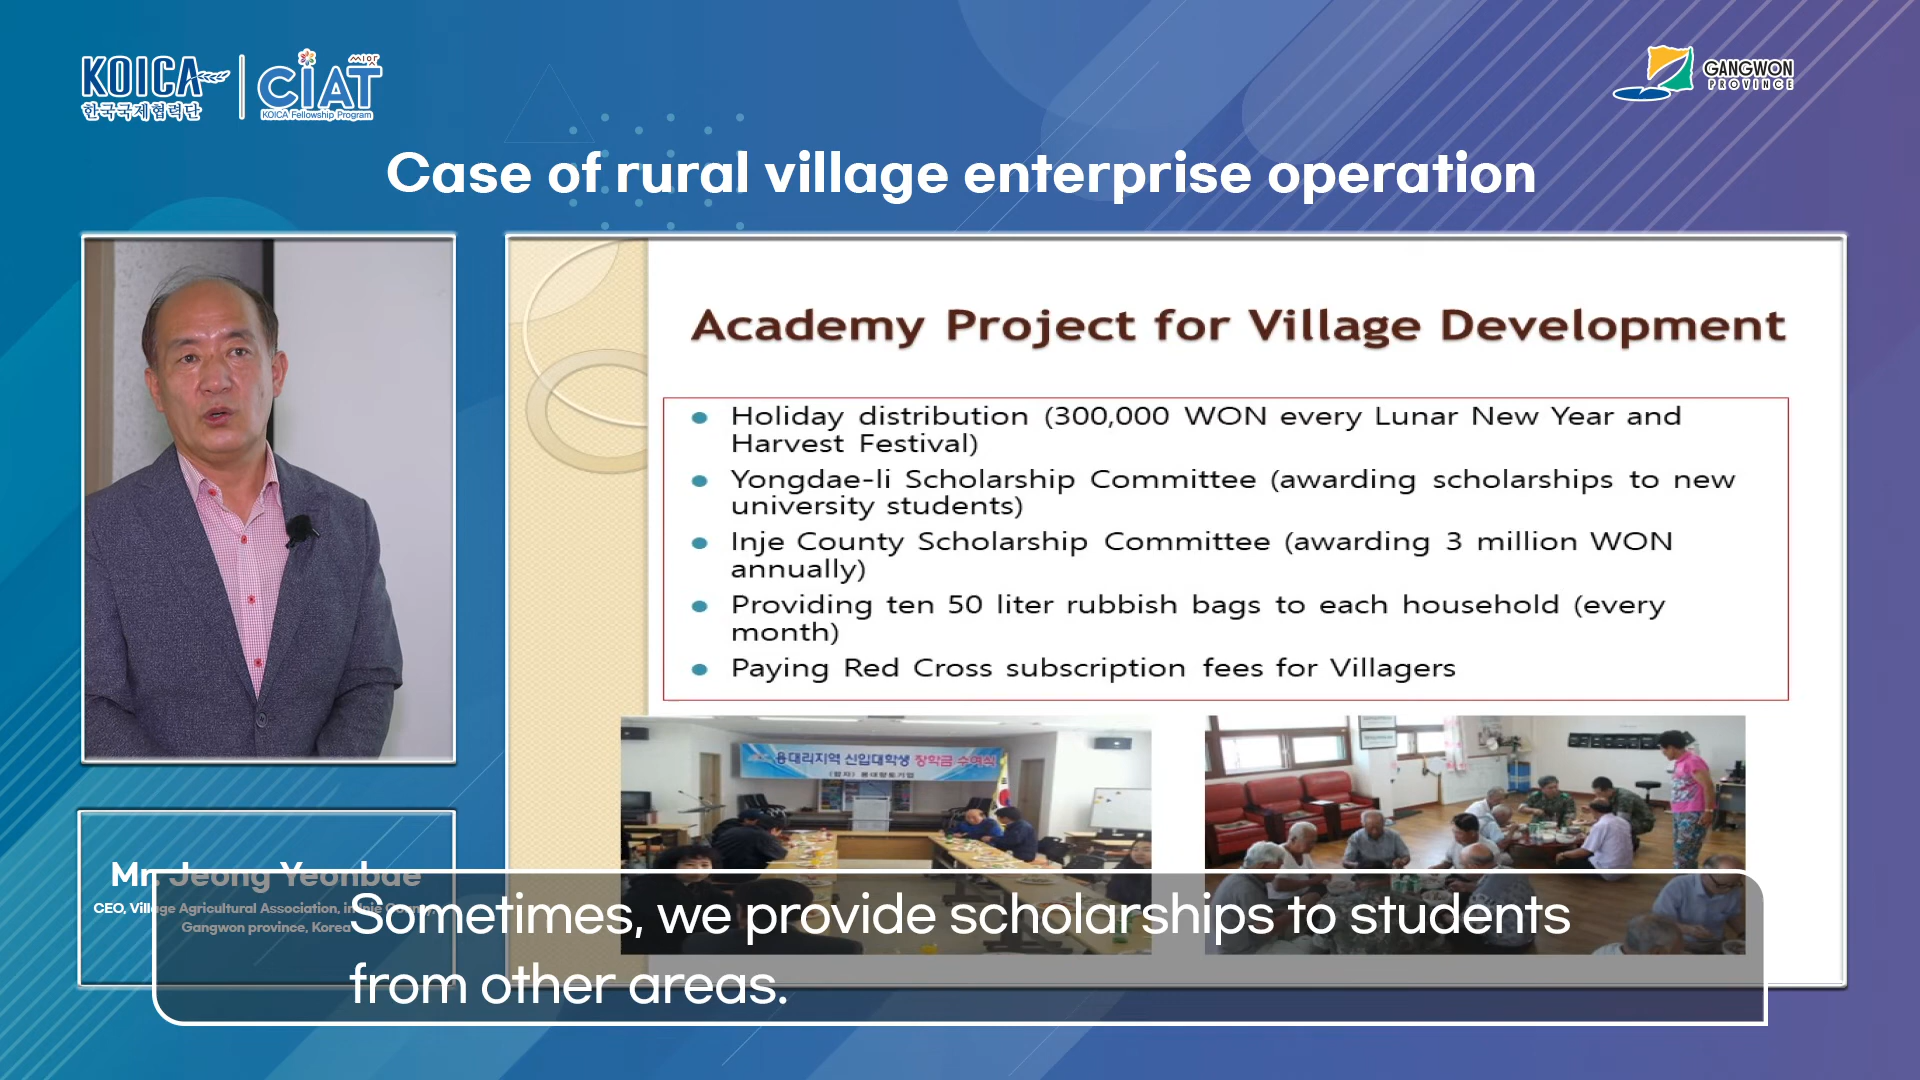 KOICA
한국국제협력단
씨앗
CIAT
KOICA Fellowship Program
GANGWON
PROVINCE
Case of rural village enterprise operation
Academy Project for Village Development
Holiday distribution (300,000 WON every Lunar New Year and
Harvest Festival)
Yongdae-li Scholarship Committee (awarding scholarships to new
university students)
Inje County Scholarship Committee (awarding 3 million WON
annually)
Providing ten 50 liter rubbish bags to each household (every
month)
Paying Red Cross subscription fees for Villagers
용대리지역 신입대학생 장학금 수여식
Mr. Jeong Yeonbae
CEO, Village Agricultural Association, in Inje County,
Gangwon province, Korea
Sometimes, we provide scholarships to students
from other areas.